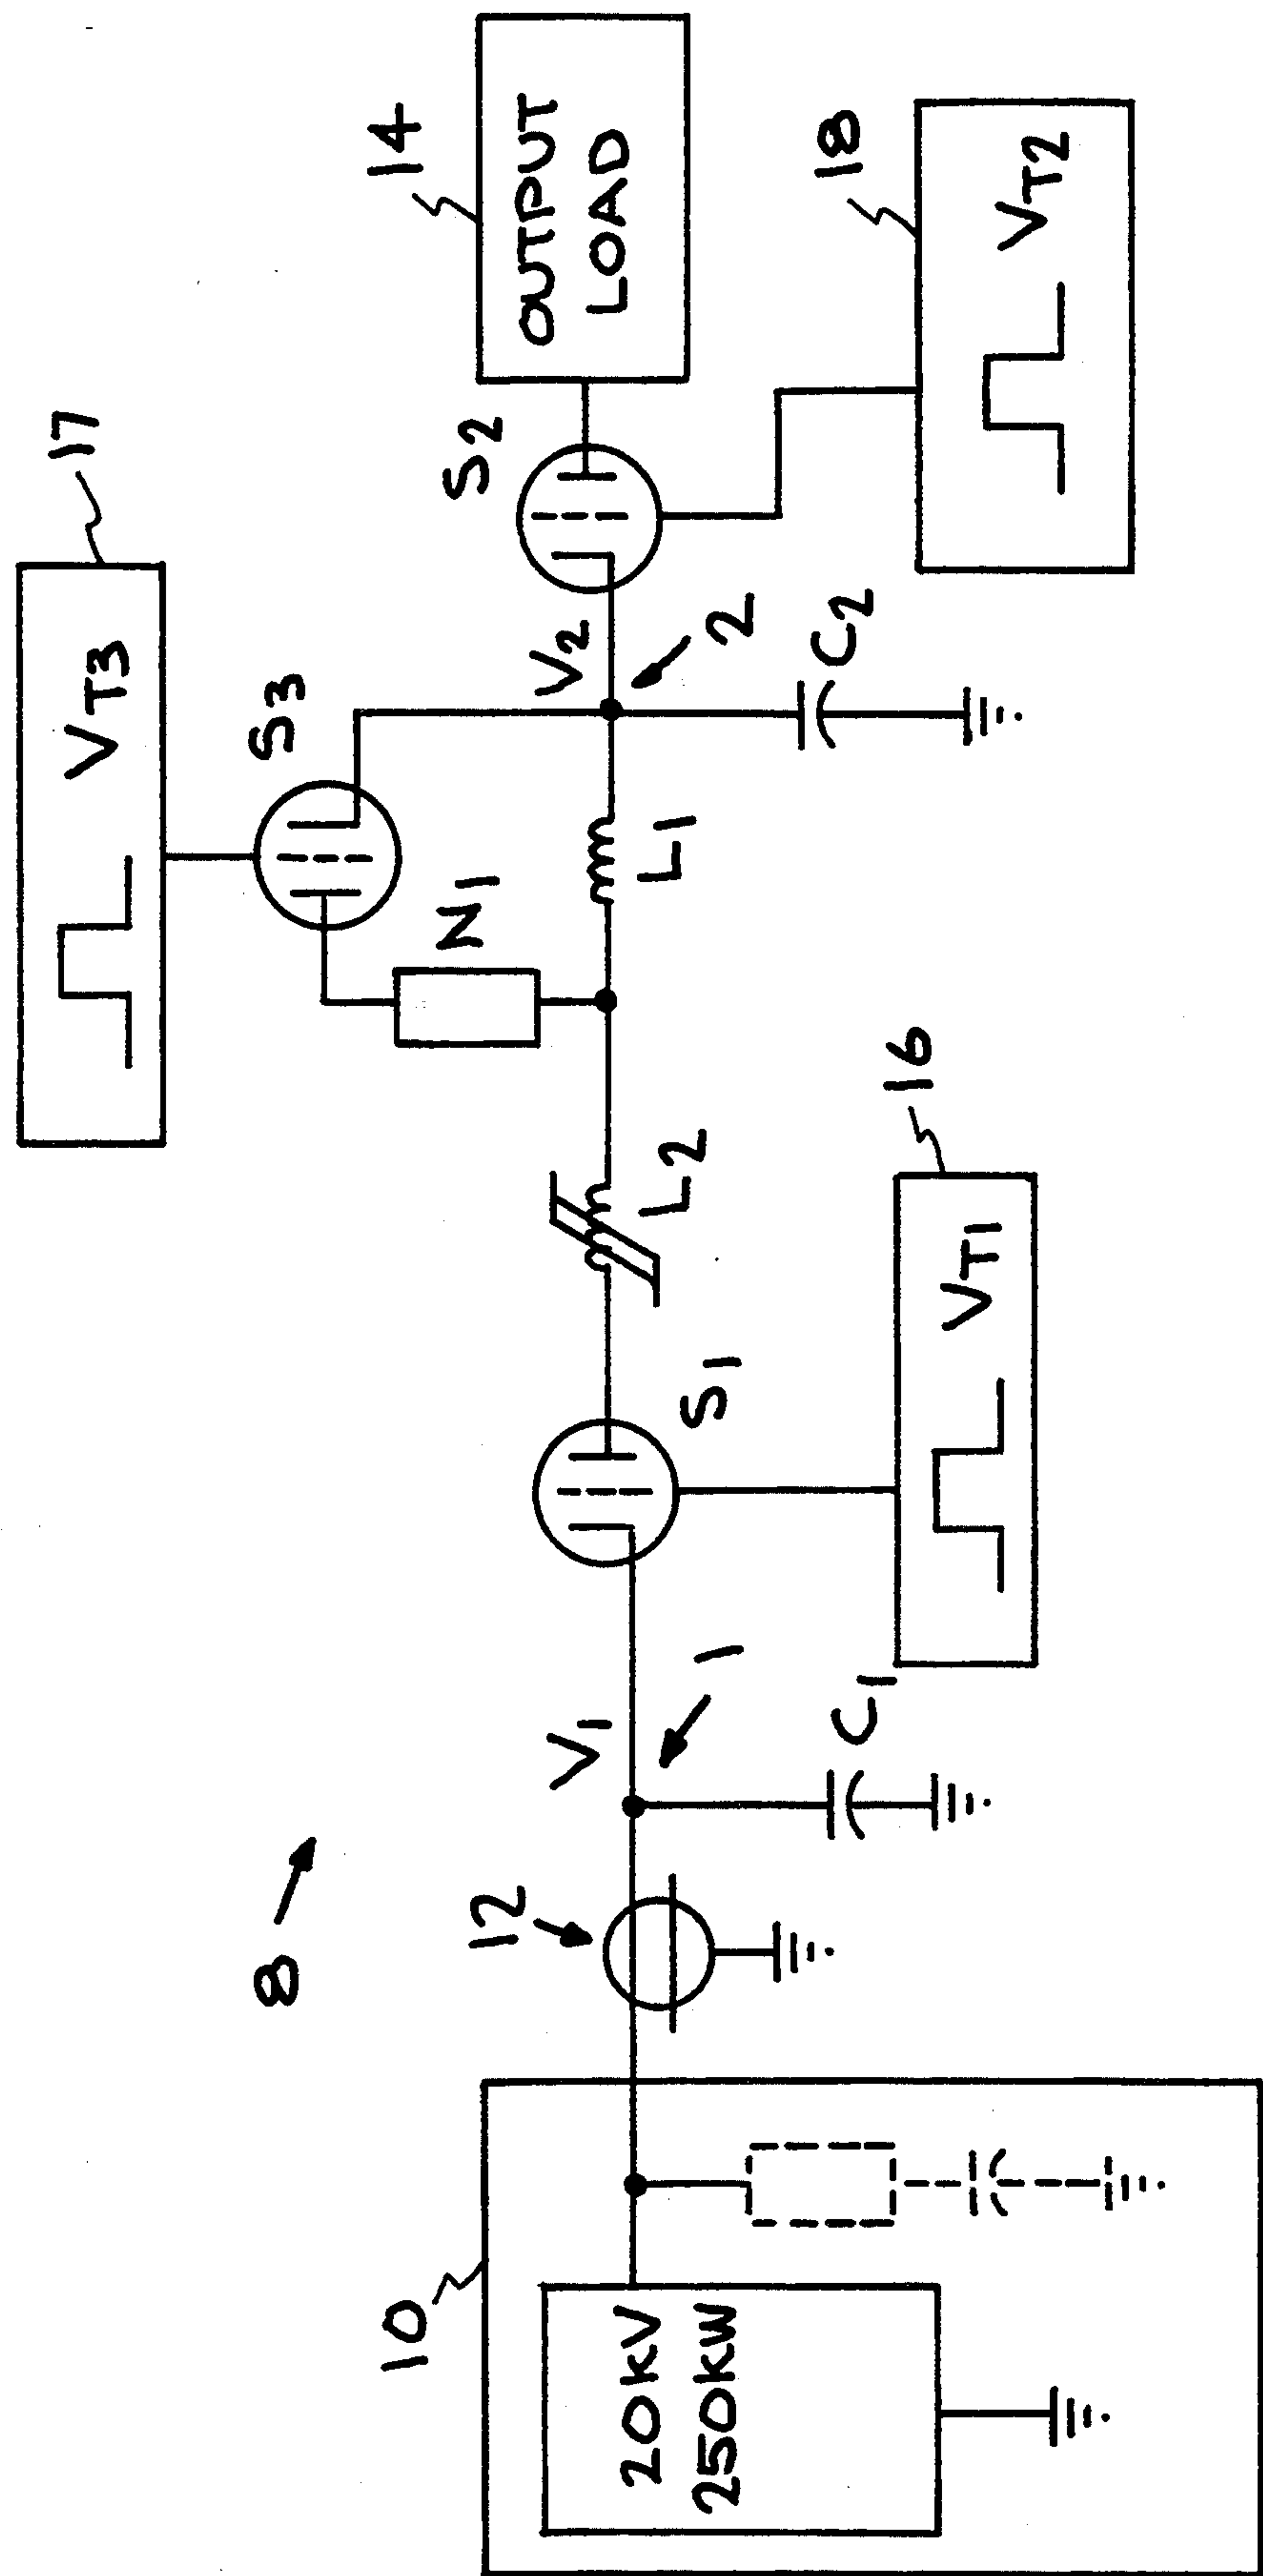 17
VT3
S3
14
OUTPUT
LOAD
S2
V2
2
C2
18
VT2
N1
L1
L2
S1
16
VT1
8
V1
1
C1
12
10
20KV
250KW